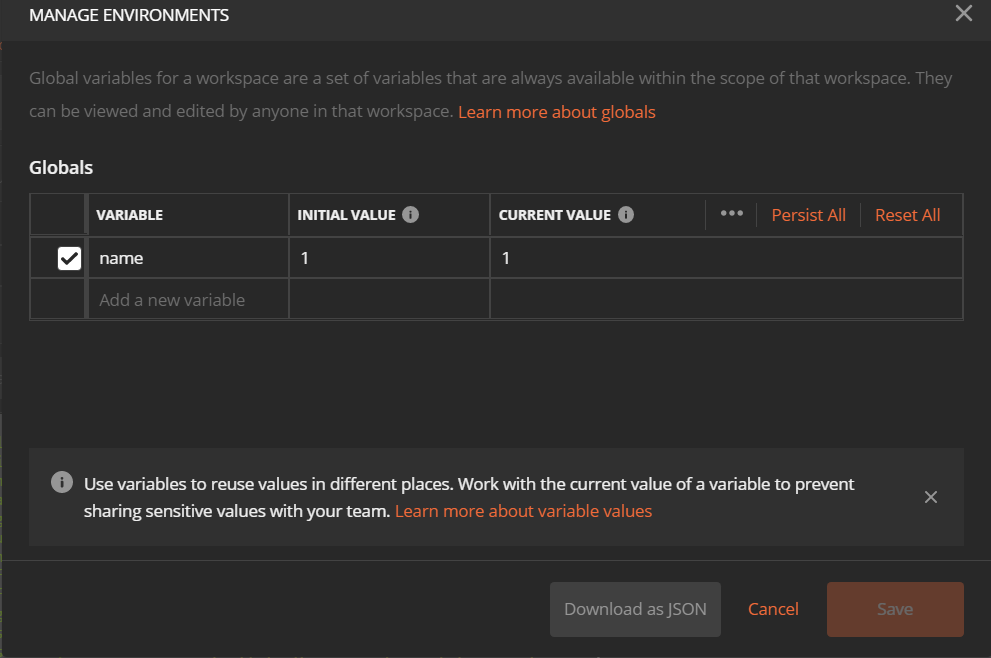 MANAGE ENVIRONMENTS
Global variables for a workspace are a set of variables that are always available within the scope of that workspace. They
can be viewed and edited by anyone in that workspace. Learn more about globals
Globals
VARIABLE INITIAL VALUE CURRENT VALUE Persist All Reset All
name 1 1
Add a new variable
Use variables to reuse values in different places. Work with the current value of a variable to prevent
sharing sensitive values with your team. Learn more about variable values
Download as JSON Cancel Save